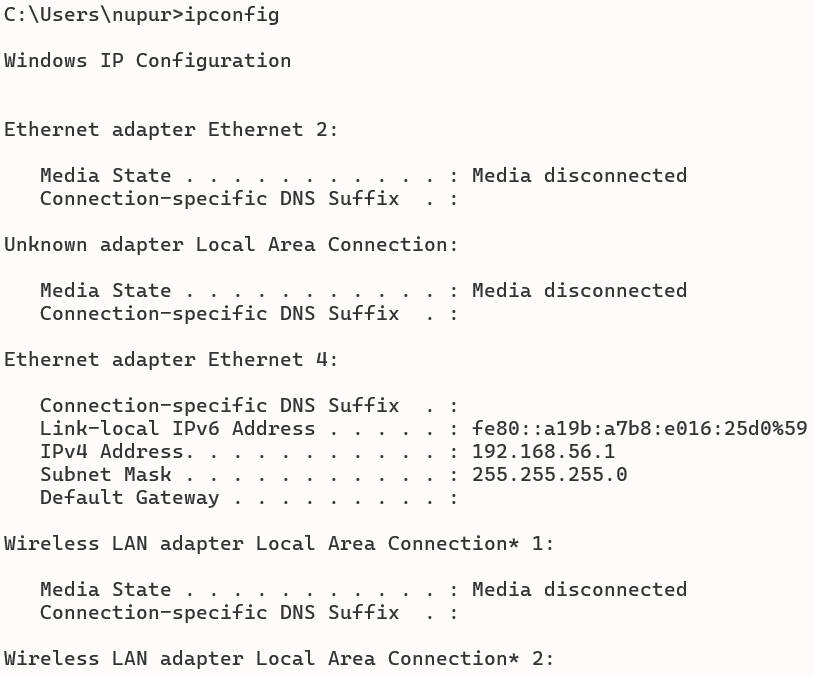 C:\Users\nupur>ipconfig
Windows IP Configuration
Ethernet adapter Ethernet 2:
   Media State . . . . . . . . . . . : Media disconnected
   Connection-specific DNS Suffix  . :
Unknown adapter Local Area Connection:
   Media State . . . . . . . . . . . : Media disconnected
   Connection-specific DNS Suffix  . :
Ethernet adapter Ethernet 4:
   Connection-specific DNS Suffix  . :
   Link-local IPv6 Address . . . . . : fe80::a19b:a7b8:e016:25d0%59
   IPv4 Address. . . . . . . . . . . : 192.168.56.1
   Subnet Mask . . . . . . . . . . . : 255.255.255.0
   Default Gateway . . . . . . . . . :
Wireless LAN adapter Local Area Connection* 1:
   Media State . . . . . . . . . . . : Media disconnected
   Connection-specific DNS Suffix  . :
Wireless LAN adapter Local Area Connection* 2: